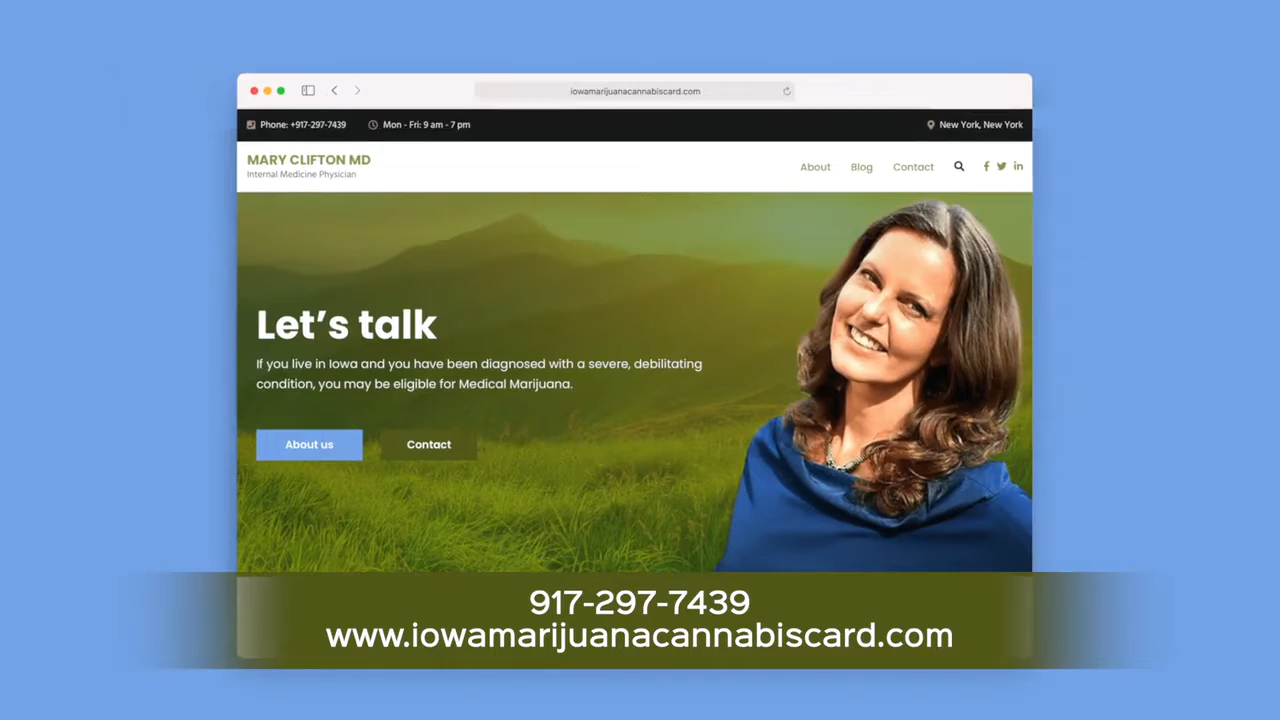 iowamarijuanacannabiscard.com
Phone: +917-297-7439
Mon - Fri: 9 am - 7 pm
New York, New York
MARY CLIFTON MD
Internal Medicine Physician
About
Blog
Contact
Let's talk
If you live in Iowa and you have been diagnosed with a severe, debilitating
condition, you may be eligible for Medical Marijuana.
About us
Contact
917-297-7439
www.iowamarijuanacannabiscard.com